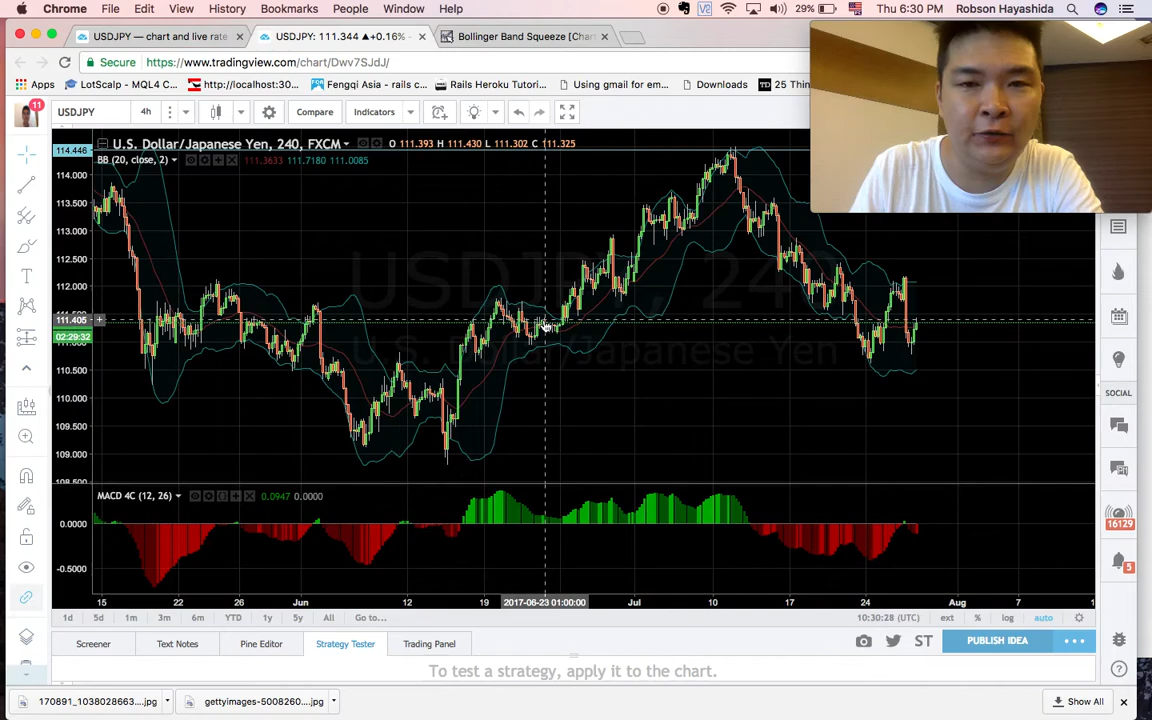 Chrome File Edit View History Bookmarks People Window Help
V2 29% Thu 6:30 PM Robson Hayashida
USDJPY — chart and live rate
USDJPY: 111.344 ▲+0.16% -
Bollinger Band Squeeze [Chart
Secure https://www.tradingview.com/chart/Dwv7SJdJ/
Apps LotScalp - MQL4 C... http://localhost:30... Fengqi Asia - rails c... Rails Heroku Tutori... Using gmail for em... Downloads TD 25 Thin
11 USDJPY 4h Compare Indicators
U.S. Dollar/Japanese Yen, 240, FXCM O 111.393 H 111.430 L 111.302 C 111.325
BB (20, close, 2) 111.3633 111.7180 111.0085
114.446
114.000
113.500
113.000
112.500
112.000
111.405
02:29:32
110.500
110.000
109.500
109.000
108.500
MACD 4C (12, 26) 0.0947 0.0000
0.0000
-0.5000
15 22 26 Jun 12 19 2017-06-23 01:00:00 Jul 10 17 24 Aug 7
1d 5d 1m 3m 6m YTD 1y 5y All Go to... 10:30:28 (UTC) ext % log auto
SOCIAL
16129
5
Screener Text Notes Pine Editor Strategy Tester Trading Panel ST PUBLISH IDEA
To test a strategy, apply it to the chart.
170891_1038028663....jpg gettyimages-5008260....jpg Show All